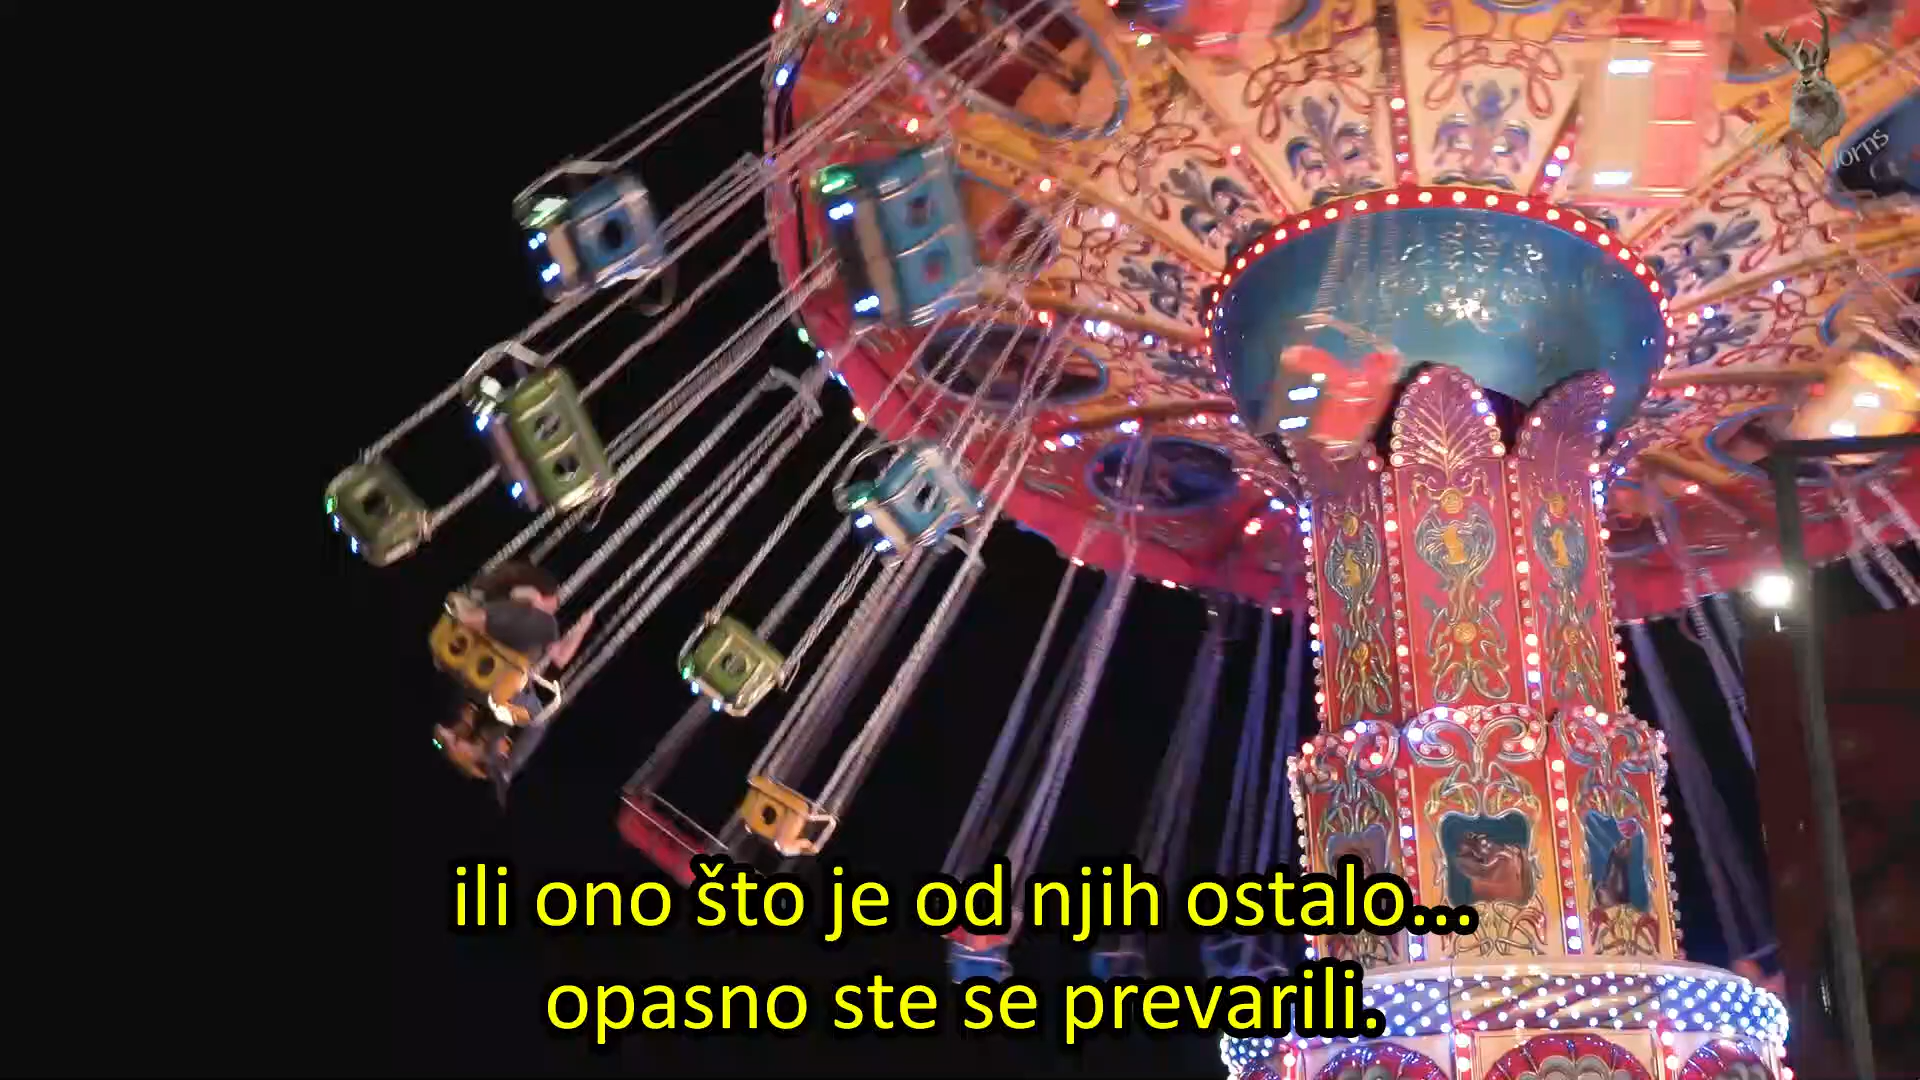 ili ono što je od njih ostalo...
opasno ste se prevarili.